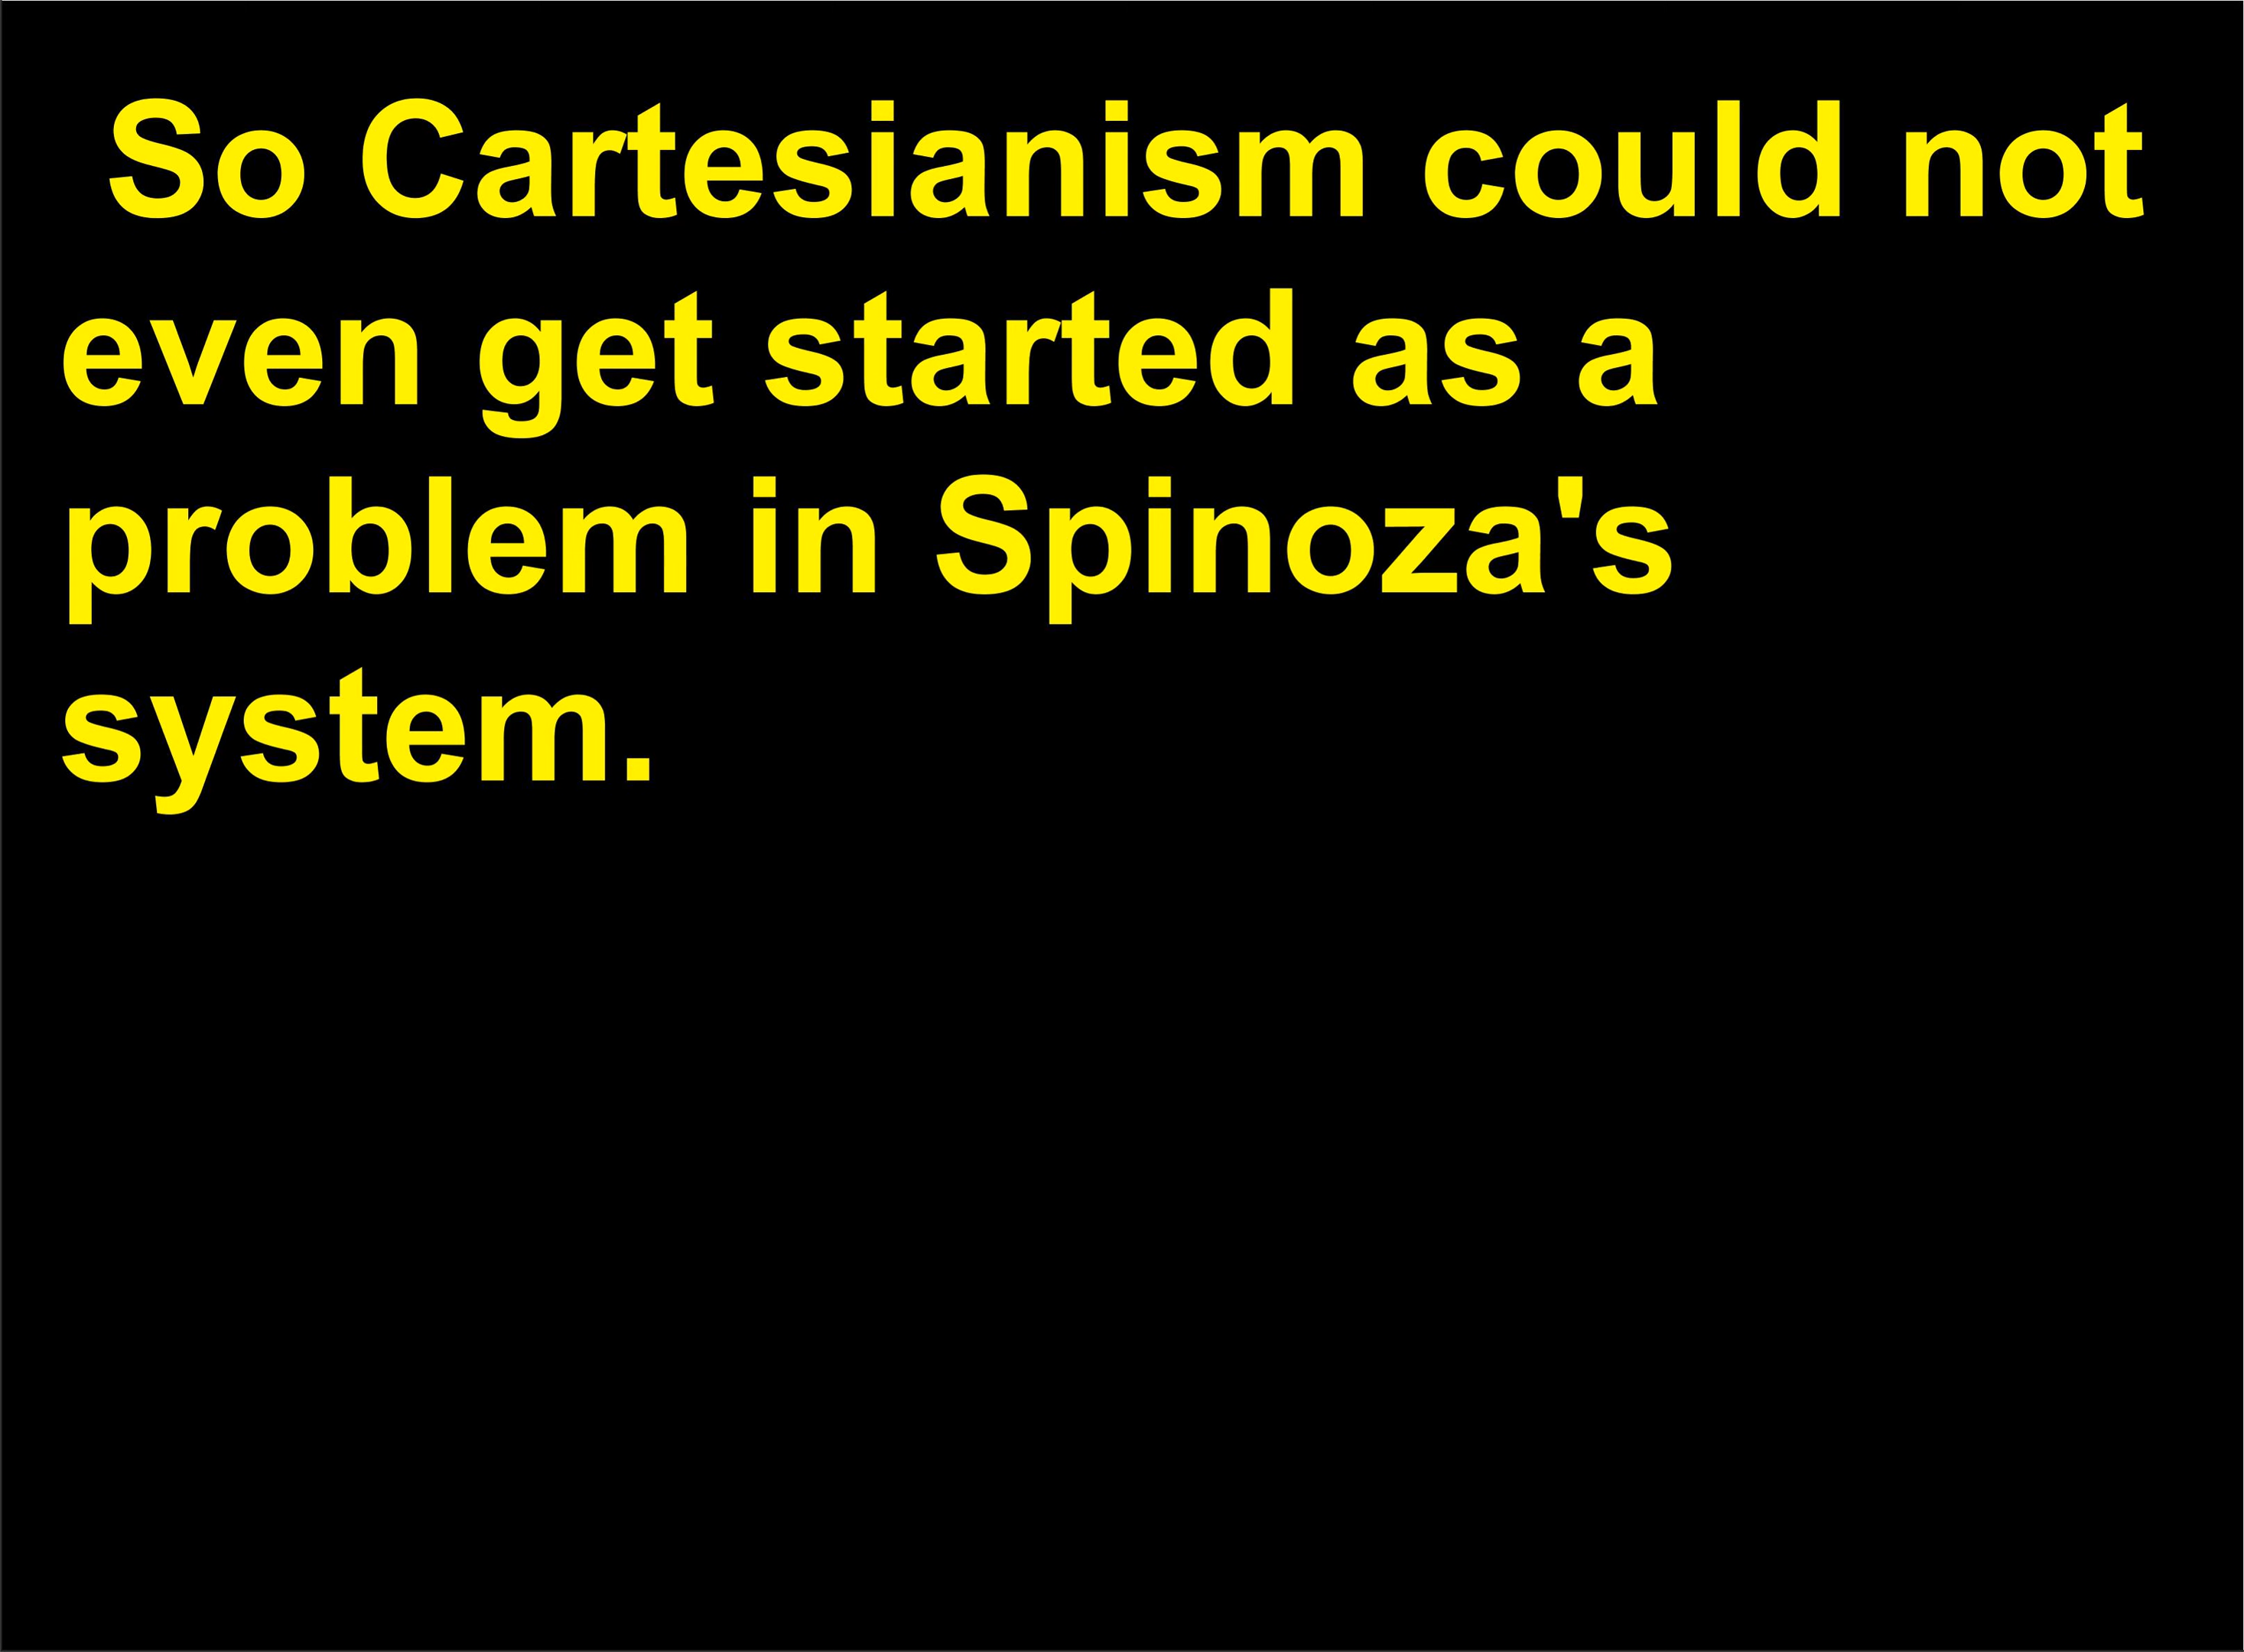 So Cartesianism could not
even get started as a
problem in Spinoza's
system.